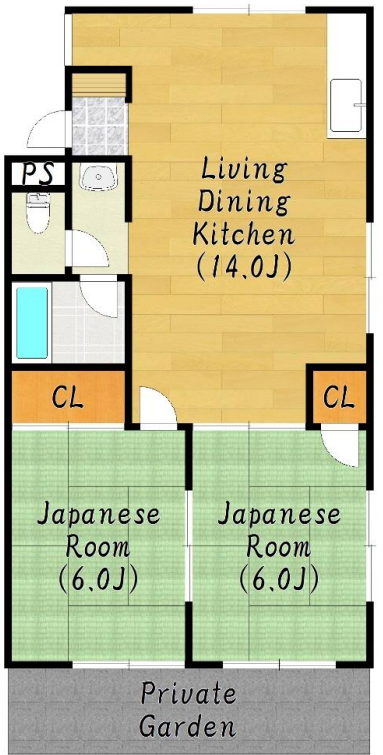 PS
Living
Dining
Kitchen
(14.0J)
CL
CL
Japanese
Room
(6.0J)
Japanese
Room
(6.0J)
Private
Garden